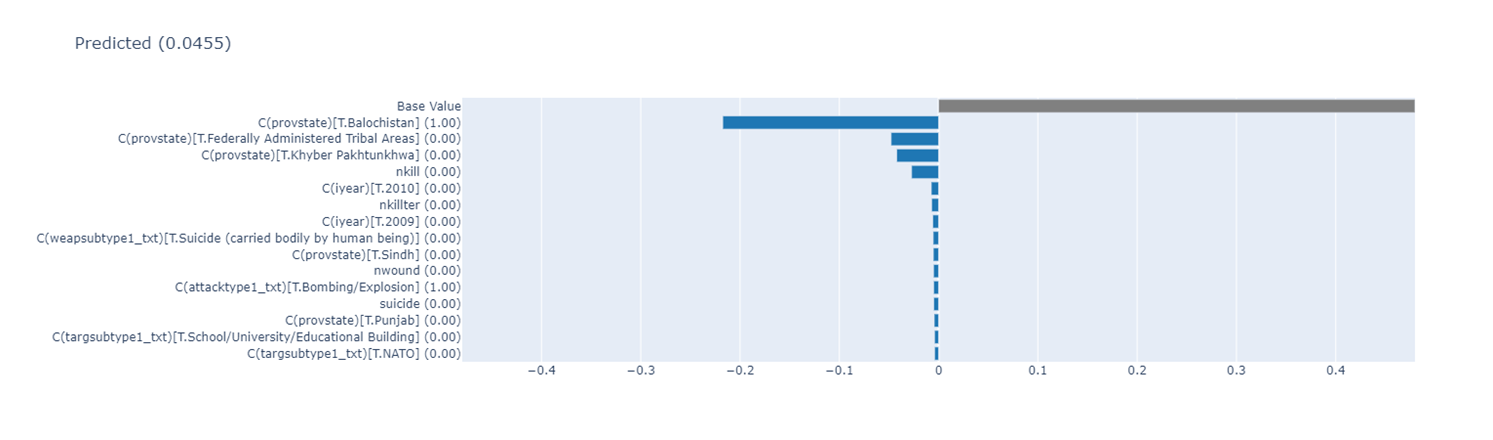 Predicted (0.0455)
Base Value
C(provstate)[T.Balochistan] (1.00)
C(provstate)[T.Federally Administered Tribal Areas] (0.00)
C(provstate)[T.Khyber Pakhtunkhwa] (0.00)
nkill (0.00)
C(iyear)[T.2010] (0.00)
nkillter (0.00)
C(iyear)[T.2009] (0.00)
C(weapsubtype1_txt)[T.Suicide (carried bodily by human being)] (0.00)
C(provstate)[T.Sindh] (0.00)
nwound (0.00)
C(attacktype1_txt)[T.Bombing/Explosion] (1.00)
suicide (0.00)
C(provstate)[T.Punjab] (0.00)
C(targsubtype1_txt)[T.School/University/Educational Building] (0.00)
C(targsubtype1_txt)[T.NATO] (0.00)
−0.4 −0.3 −0.2 −0.1 0 0.1 0.2 0.3 0.4